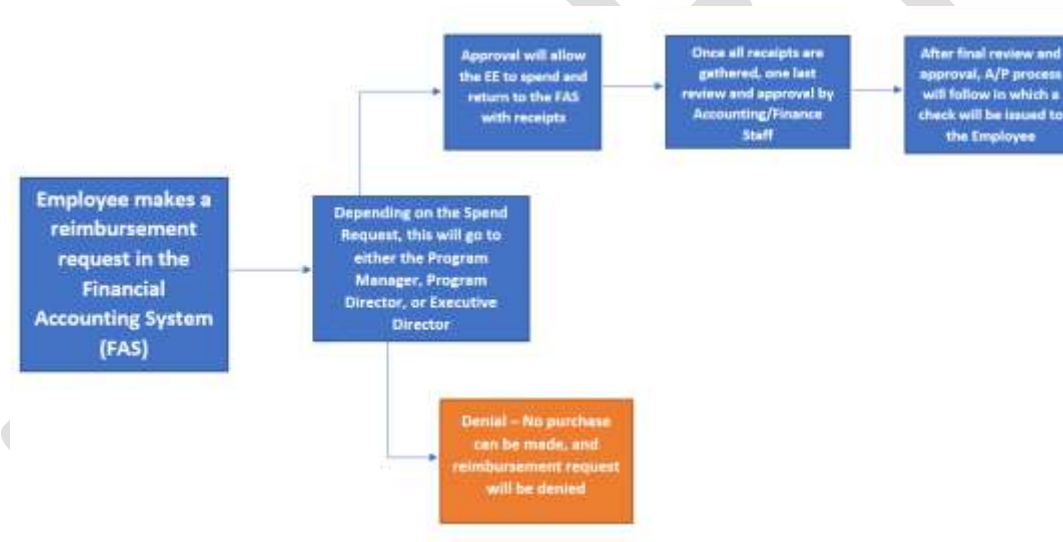 Employee makes a
reimbursement
request in the
Financial
Accounting System
(FAS)
Depending on the Spend
Request, this will go to
either the Program
Manager, Program
Director, or Executive
Director
Approval will allow
the EE to spend and
return to the FAS
with receipts
Once all receipts are
gathered, one last
review and approval by
Accounting/Finance
Staff
After final review and
approval, A/P process
will follow in which a
check will be issued to
the Employee
Denial – No purchase
can be made, and
reimbursement request
will be denied